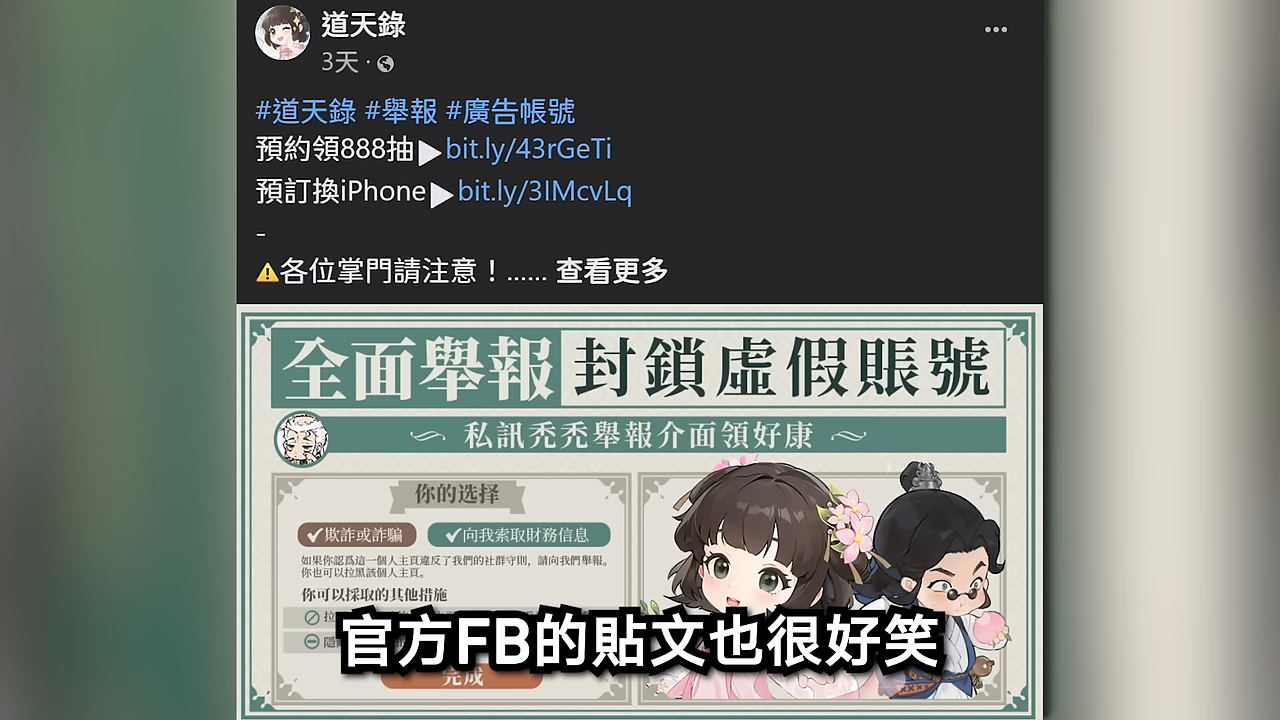 道天錄
3天
#道天錄 #舉報 #廣告帳號
預約領888抽▶bit.ly/43rGeTi
預訂換iPhone▶bit.ly/3IMcvLq
-
⚠各位掌門請注意！…… 查看更多
全面舉報 封鎖虛假賬號
私訊禿禿舉報介面領好康
你的选择
✓欺詐或詐騙 ✓向我索取財務信息
如果你認爲這一個人主頁違反了我們的社群守則，請向我們舉報。
你也可以拉黑該個人主頁。
你可以採取的其他措施
拉
隱
官方FB的貼文也很好笑
完成